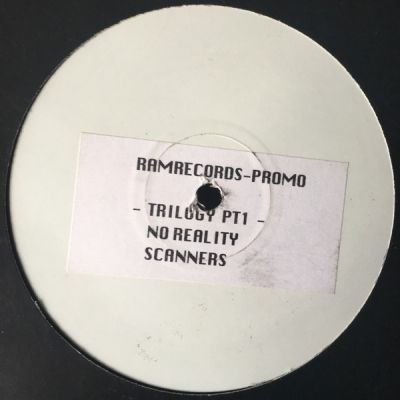 RAMRECORDS-PROMO
- TRILOGY PT1 -
NO REALITY
SCANNERS